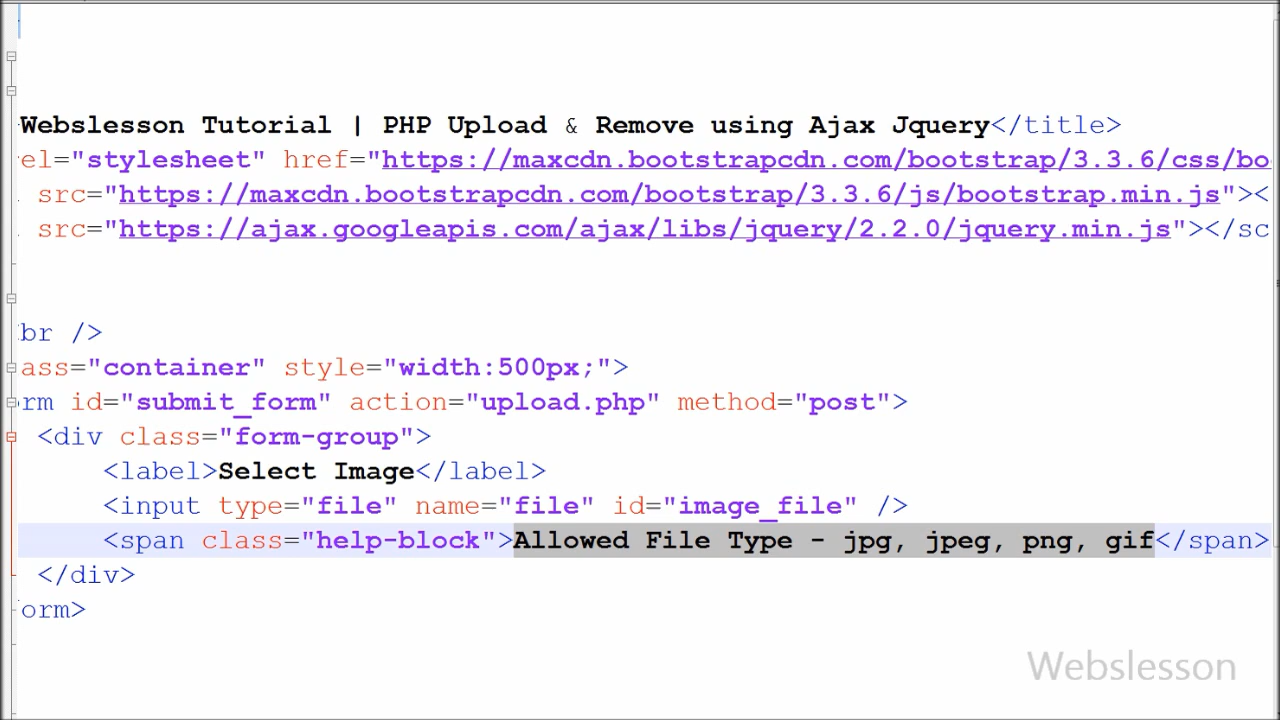 Webslesson Tutorial | PHP Upload & Remove using Ajax Jquery</title>
el="stylesheet" href="https://maxcdn.bootstrapcdn.com/bootstrap/3.3.6/css/bo
src="https://maxcdn.bootstrapcdn.com/bootstrap/3.3.6/js/bootstrap.min.js"><
src="https://ajax.googleapis.com/ajax/libs/jquery/2.2.0/jquery.min.js"></sc
br />
ass="container" style="width:500px;">
rm id="submit_form" action="upload.php" method="post">
<div class="form-group">
<label>Select Image</label>
<input type="file" name="file" id="image_file" />
<span class="help-block">Allowed File Type - jpg, jpeg, png, gif</span>
</div>
orm>
Webslesson